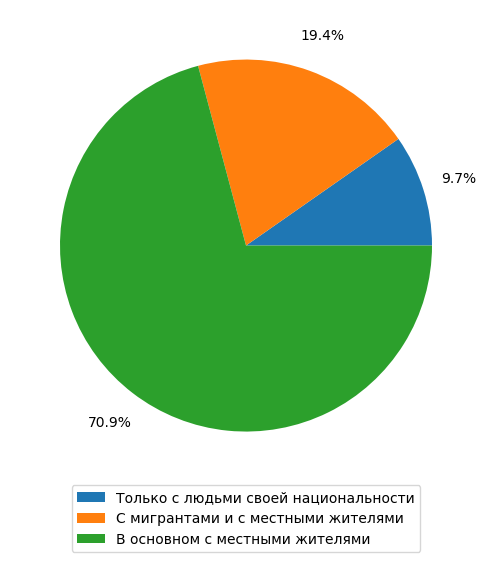 19.4%
9.7%
70.9%
Только с людьми своей национальности
С мигрантами и с местными жителями
В основном с местными жителями